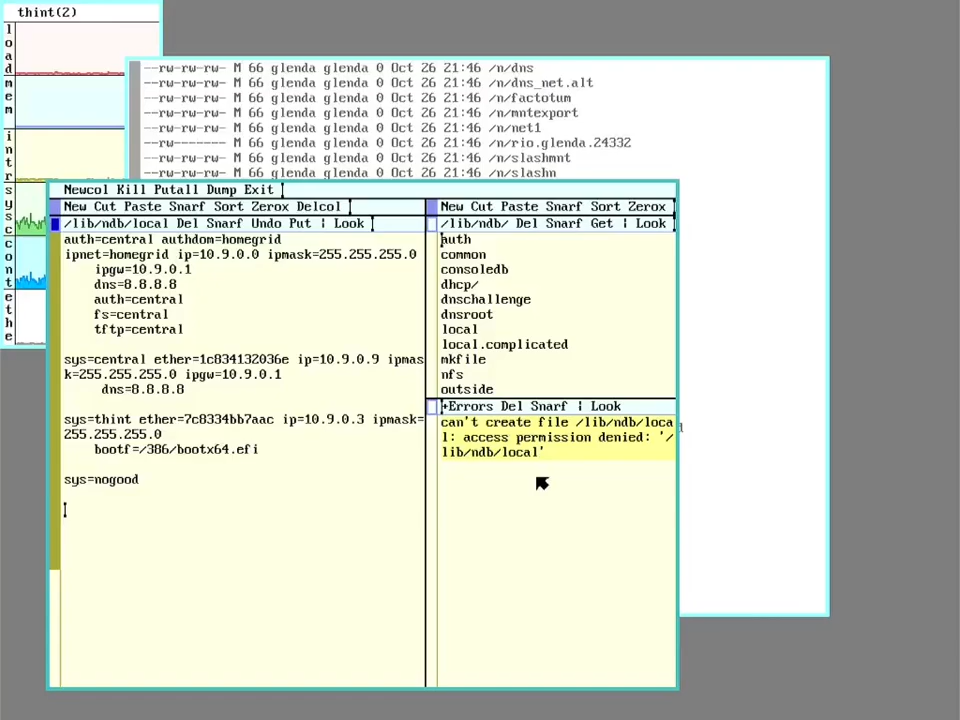 thint(2)
load
mem
intr
sysc
cont
ethe
--rw-rw-rw- M 66 glenda glenda 0 Oct 26 21:46 /n/dns
--rw-rw-rw- M 66 glenda glenda 0 Oct 26 21:46 /n/dns_net.alt
--rw-rw-rw- M 66 glenda glenda 0 Oct 26 21:46 /n/factotum
--rw-rw-rw- M 66 glenda glenda 0 Oct 26 21:46 /n/mntexport
--rw-rw-rw- M 66 glenda glenda 0 Oct 26 21:46 /n/net1
--rw------- M 66 glenda glenda 0 Oct 26 21:46 /n/rio.glenda.24332
--rw-rw-rw- M 66 glenda glenda 0 Oct 26 21:46 /n/slashmnt
--rw-rw-rw- M 66 glenda glenda 0 Oct 26 21:46 /n/slashn
Newcol Kill Putall Dump Exit
New Cut Paste Snarf Sort Zerox Delcol
/lib/ndb/local Del Snarf Undo Put | Look
auth=central authdom=homegrid
ipnet=homegrid ip=10.9.0.0 ipmask=255.255.255.0
ipgw=10.9.0.1
dns=8.8.8.8
auth=central
fs=central
tftp=central
sys=central ether=1c834132036e ip=10.9.0.9 ipmas
k=255.255.255.0 ipgw=10.9.0.1
dns=8.8.8.8
sys=thint ether=7c8334bb7aac ip=10.9.0.3 ipmask=
255.255.255.0
bootf=/386/bootx64.efi
sys=nogood
New Cut Paste Snarf Sort Zerox
/lib/ndb/ Del Snarf Get | Look
auth
common
consoledb
dhcp/
dnschallenge
dnsroot
local
local.complicated
mkfile
nfs
outside
+Errors Del Snarf | Look
can't create file /lib/ndb/loca
l: access permission denied: '/
lib/ndb/local'